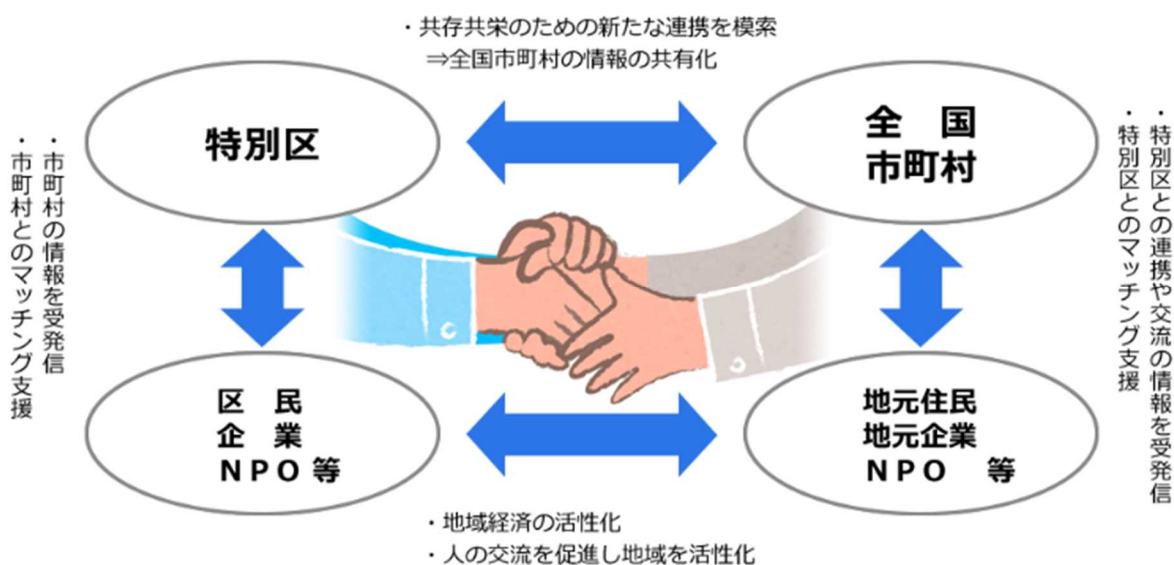 ・共存共栄のための新たな連携を模索
⇒全国市町村の情報の共有化
特別区
全　国
市町村
・市町村の情報を受発信
・市町村とのマッチング支援
・特別区との連携や交流の情報を受発信
・特別区とのマッチング支援
区　民
企　業
ＮＰＯ 等
地元住民
地元企業
ＮＰＯ　等
・地域経済の活性化
・人の交流を促進し地域を活性化